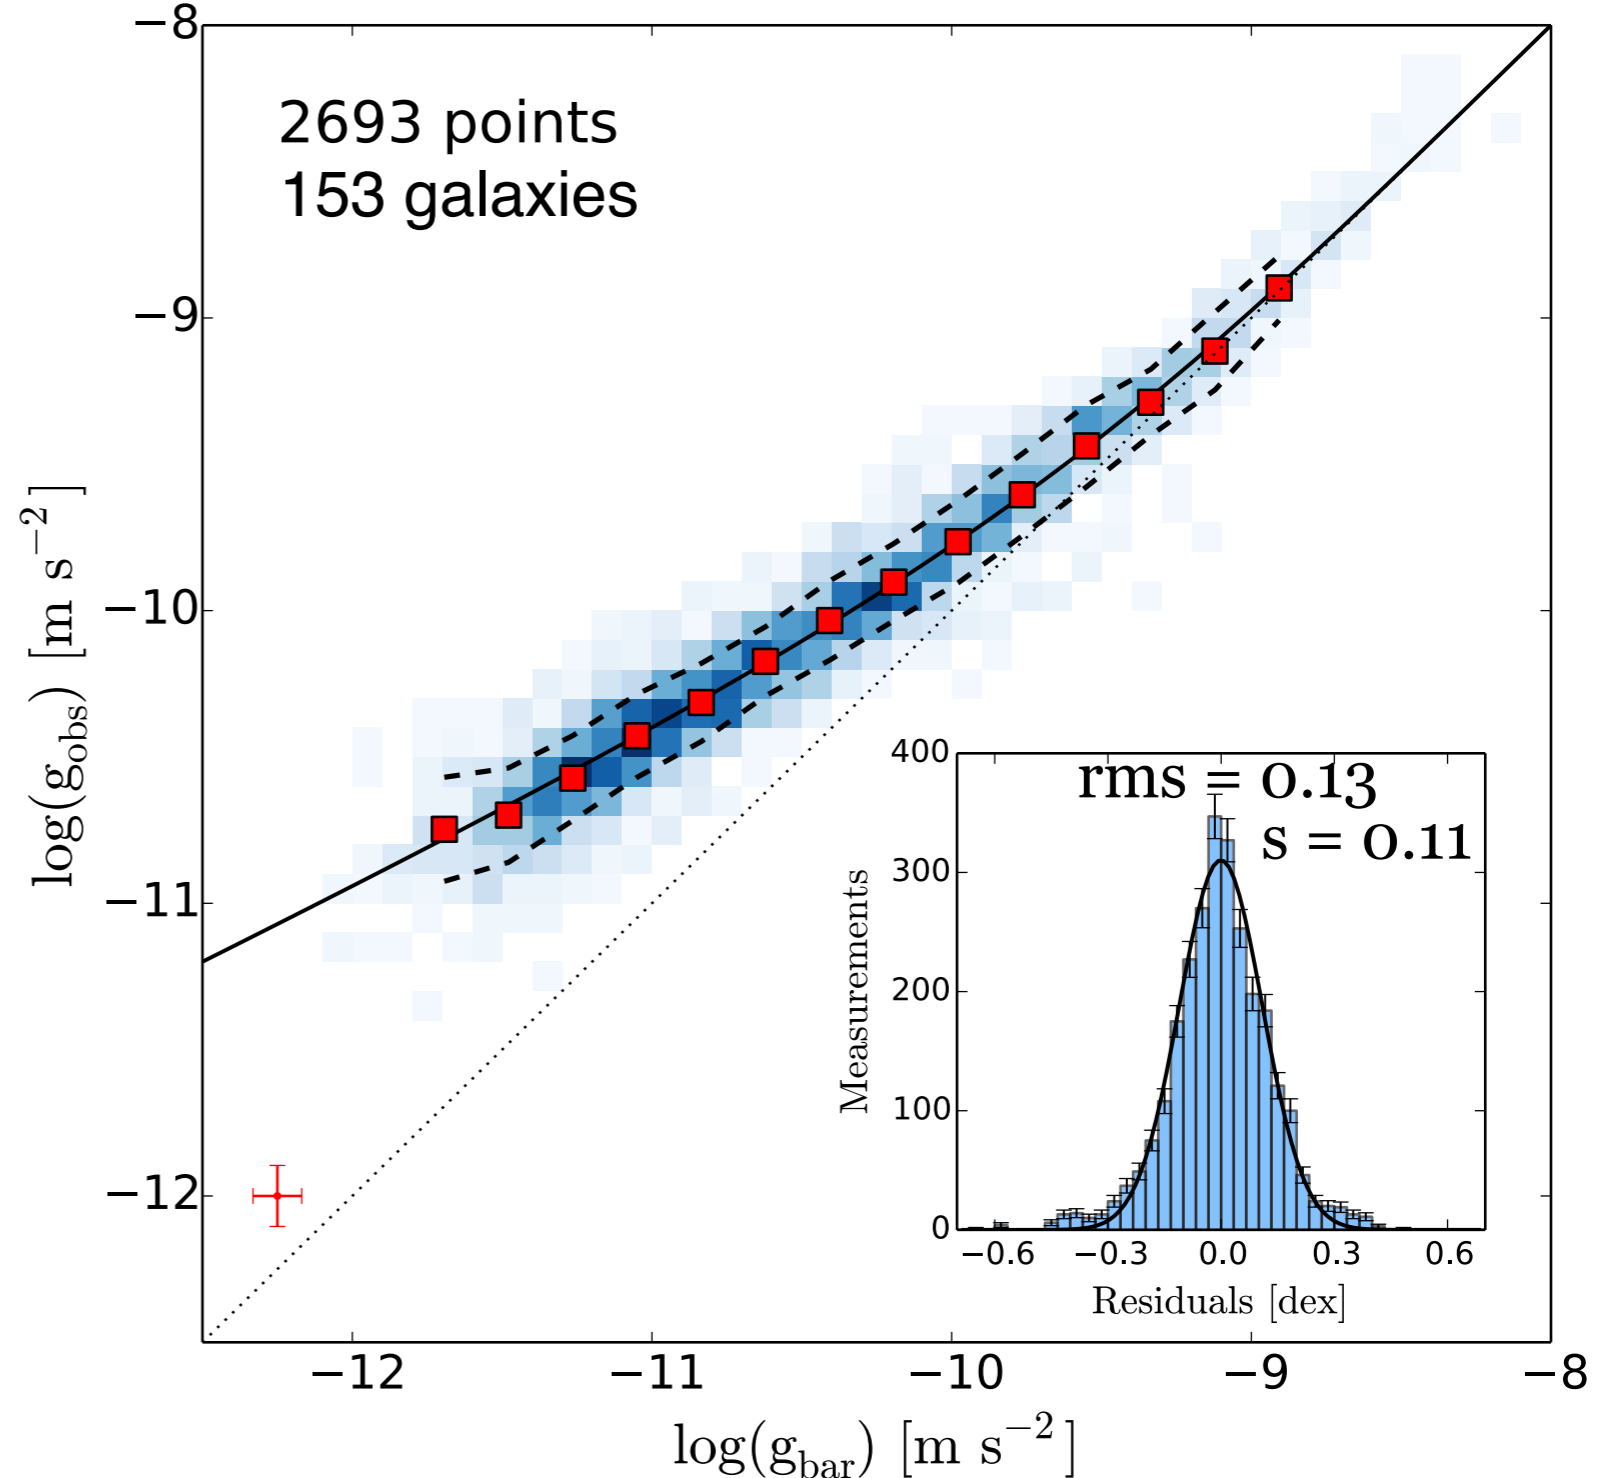 2693 points
153 galaxies
−8
−9
−10
−11
−12
log(g_obs) [m s⁻²]
−12 −11 −10 −9 −8
log(g_bar) [m s⁻²]
rms = 0.13
s = 0.11
400
300
200
100
0
Measurements
−0.6 −0.3 0.0 0.3 0.6
Residuals [dex]